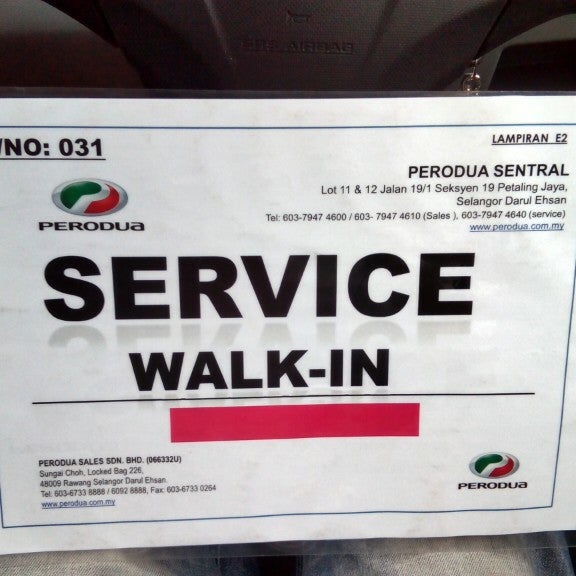 SRS AIRBAG
/NO: 031
LAMPIRAN E2
PERODUA SENTRAL
Lot 11 & 12 Jalan 19/1 Seksyen 19 Petaling Jaya,
Selangor Darul Ehsan
Tel: 603-7947 4600 / 603- 7947 4610 (Sales ), 603-7947 4640 (service)
www.perodua.com.my
PERODUA
SERVICE
WALK-IN
PERODUA SALES SDN. BHD. (066332U)
Sungai Choh, Locked Bag 226,
48009 Rawang Selangor Darul Ehsan.
Tel: 603-6733 8888 / 6092 8888, Fax: 603-6733 0264
www.perodua.com.my
PERODUA